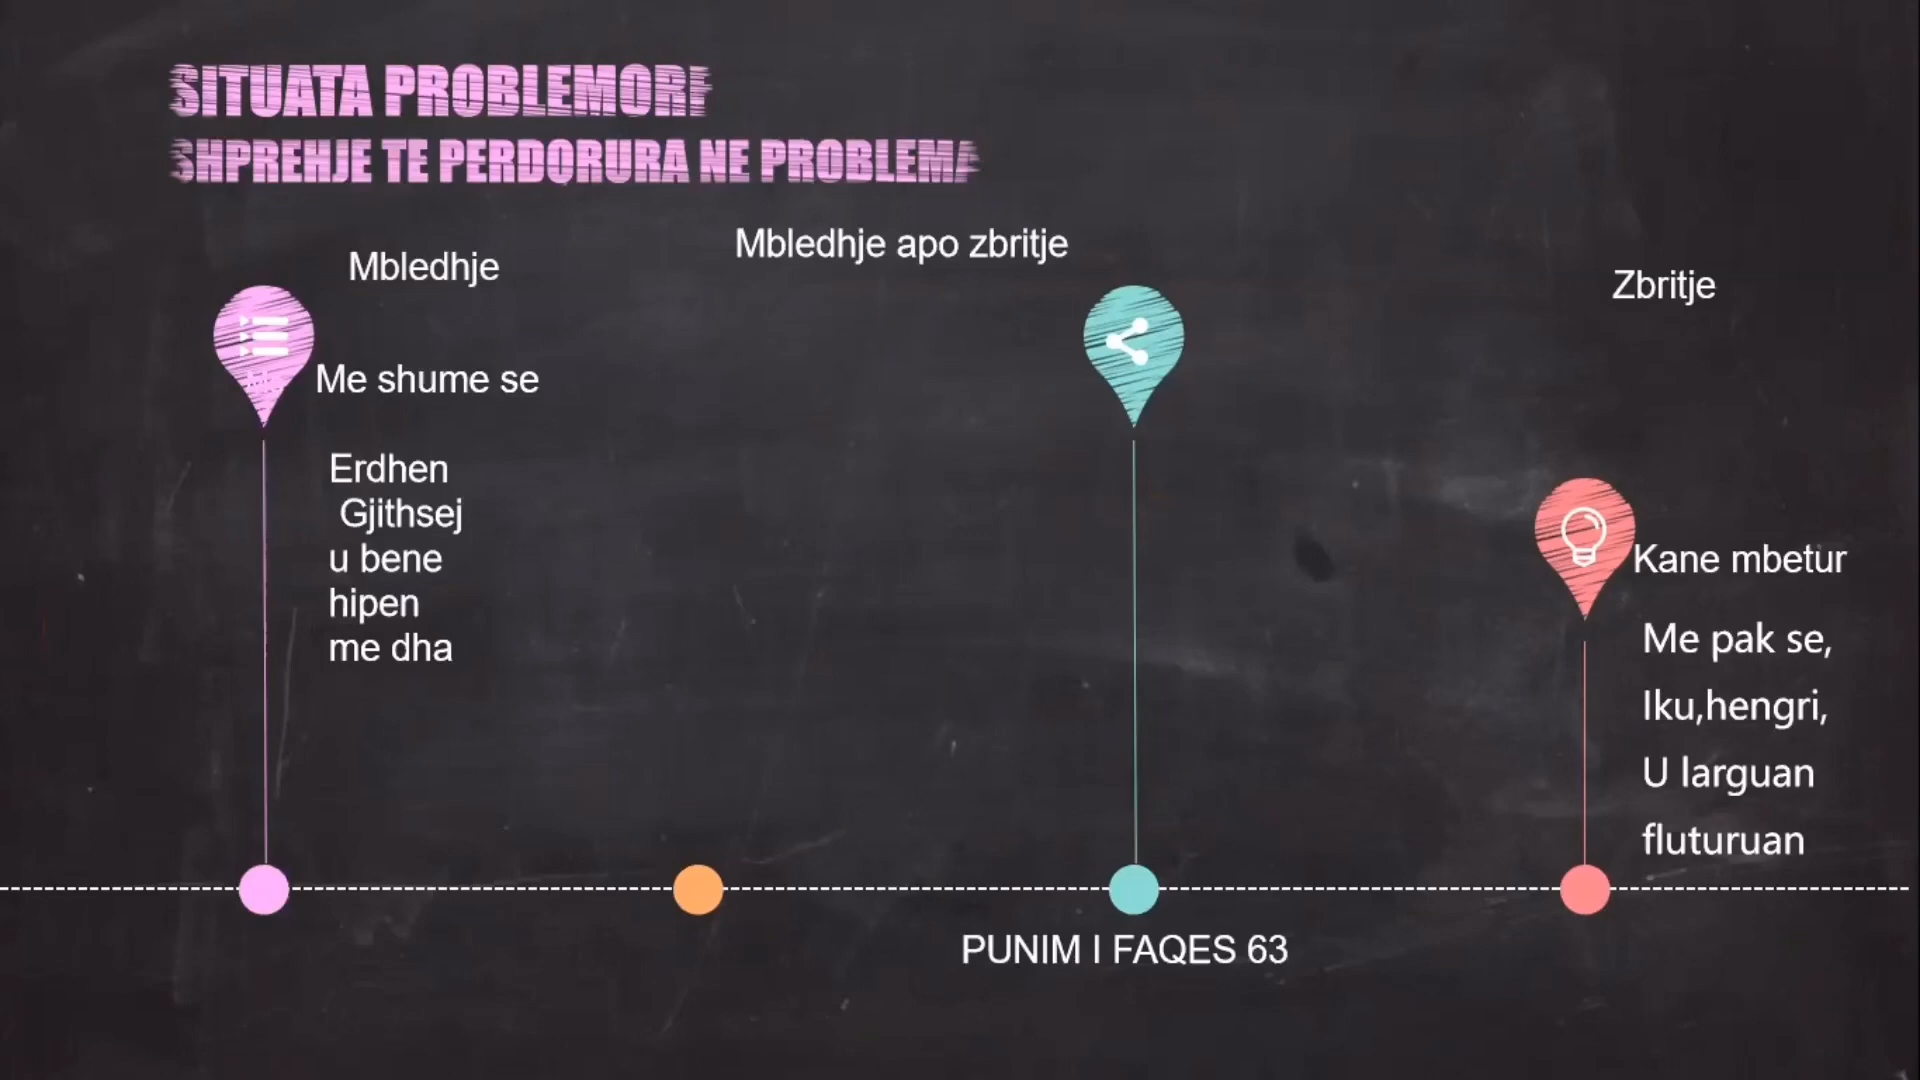 SITUATA PROBLEMORE
SHPREHJE TE PERDORURA NE PROBLEMA
Mbledhje
Mbledhje apo zbritje
Zbritje
Me shume se
Erdhen
Gjithsej
u bene
hipen
me dha
Kane mbetur
Me pak se,
Iku,hengri,
U larguan
fluturuan
PUNIM I FAQES 63